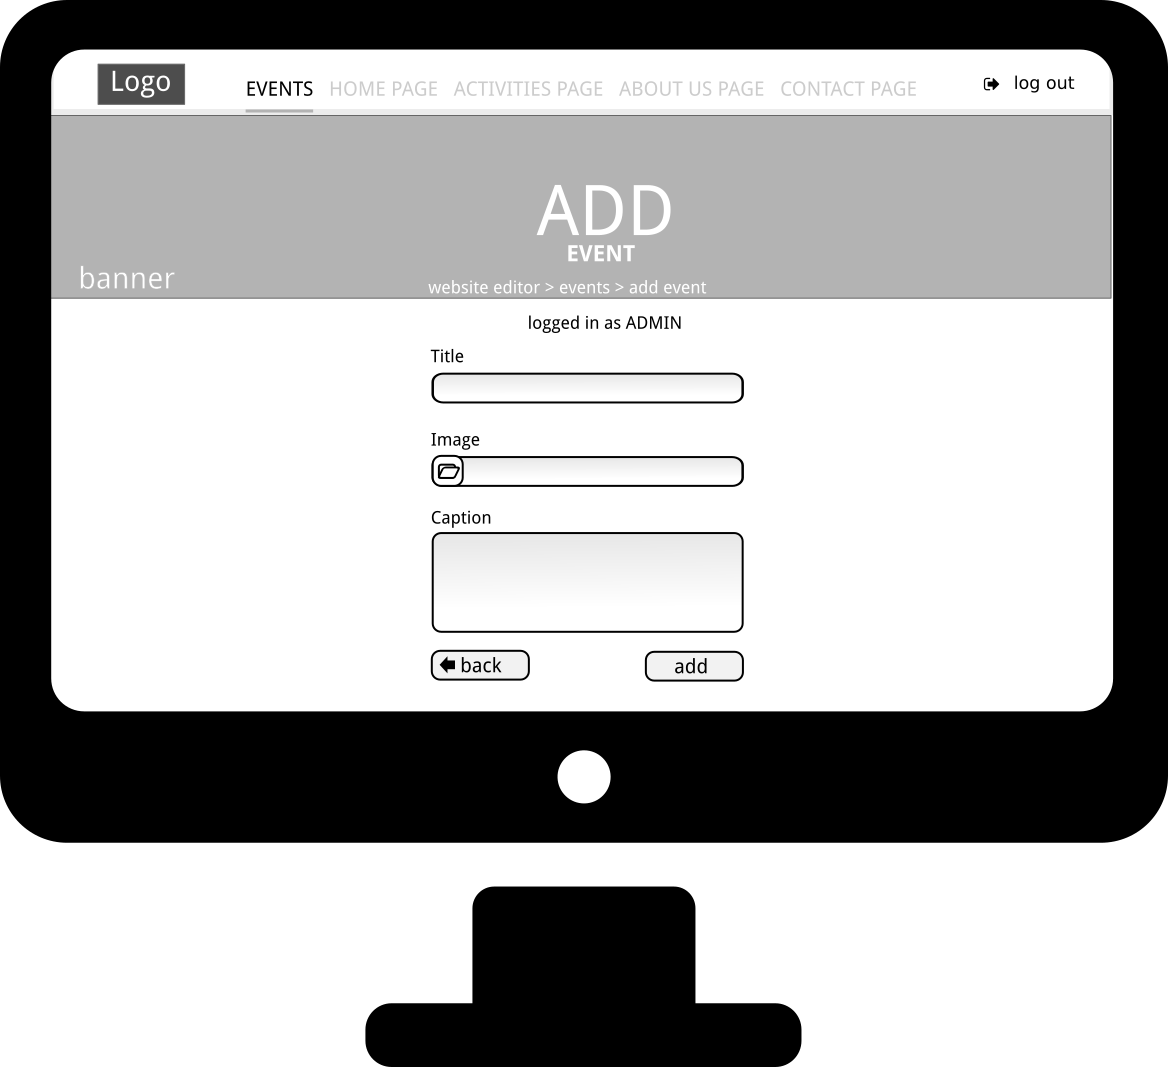 Logo
EVENTS HOME PAGE ACTIVITIES PAGE ABOUT US PAGE CONTACT PAGE
log out
ADD
EVENT
banner
website editor > events > add event
logged in as ADMIN
Title
Image
Caption
back
add